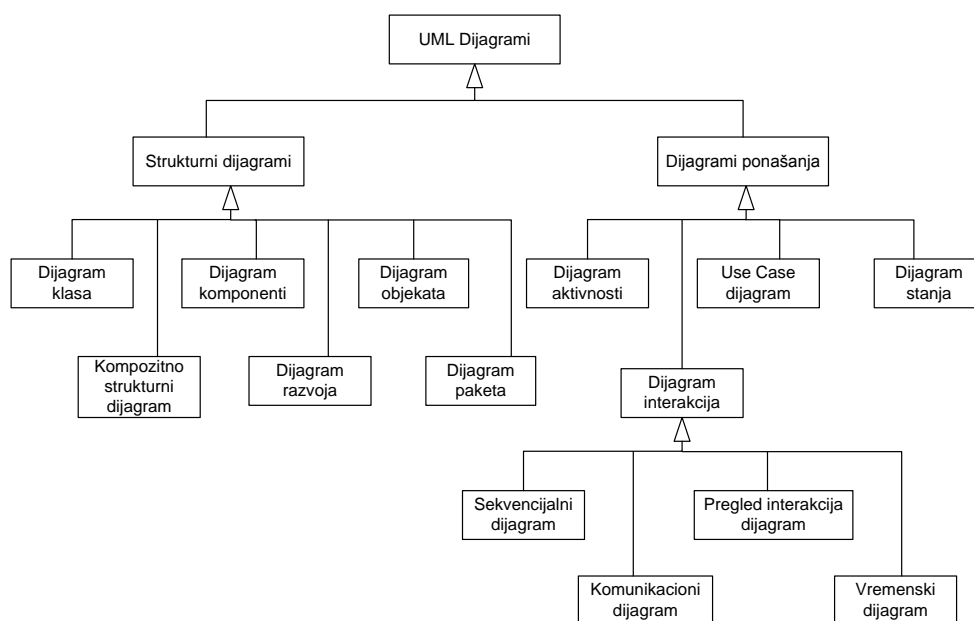 UML Dijagrami
Strukturni dijagrami
Dijagrami ponašanja
Dijagram
klasa
Dijagram
komponenti
Dijagram
objekata
Dijagram
aktivnosti
Use Case
dijagram
Dijagram
stanja
Kompozitno
strukturni
dijagram
Dijagram
razvoja
Dijagram
paketa
Dijagram
interakcija
Sekvencijalni
dijagram
Pregled interakcija
dijagram
Komunikacioni
dijagram
Vremenski
dijagram